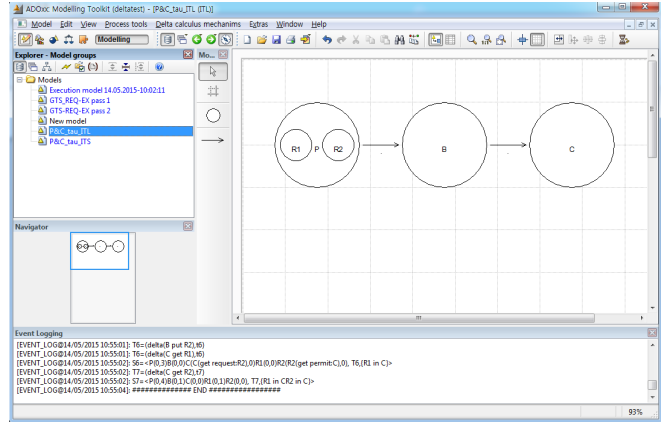 ADOxx: Modelling Toolkit (deltatest) - [P&C_tau_ITL (ITL)]
Model Edit View Process tools Delta calculus mechanims Extras Window Help
Modelling
Explorer - Model groups
Mo...
Models
Execution model 14.05.2015-10:02:11
GTS_REQ-EX pass 1
GTS_REQ-EX pass 2
New model
P&C_tau_ITL
P&C_tau_ITS
R1 P R2 B C
Navigator
Event Logging
[EVENT_LOG@14/05/2015 10:55:01]: T6=(delta(B put R2),t6)
[EVENT_LOG@14/05/2015 10:55:01]: T6=(delta(C get R1),t6)
[EVENT_LOG@14/05/2015 10:55:02]: S6=<P(0,3)B(0,0)C(C(get request:R2),0)R1(0,0)R2(R2(get permit:C),0), T6,{R1 in C}>
[EVENT_LOG@14/05/2015 10:55:02]: T7=(delta(C get R2),t7)
[EVENT_LOG@14/05/2015 10:55:02]: S7=<P(0,4)B(0,1)C(0,0)R1(0,1)R2(0,0), T7,{R1 in CR2 in C}>
[EVENT_LOG@14/05/2015 10:55:04]: ############## END #################
93%